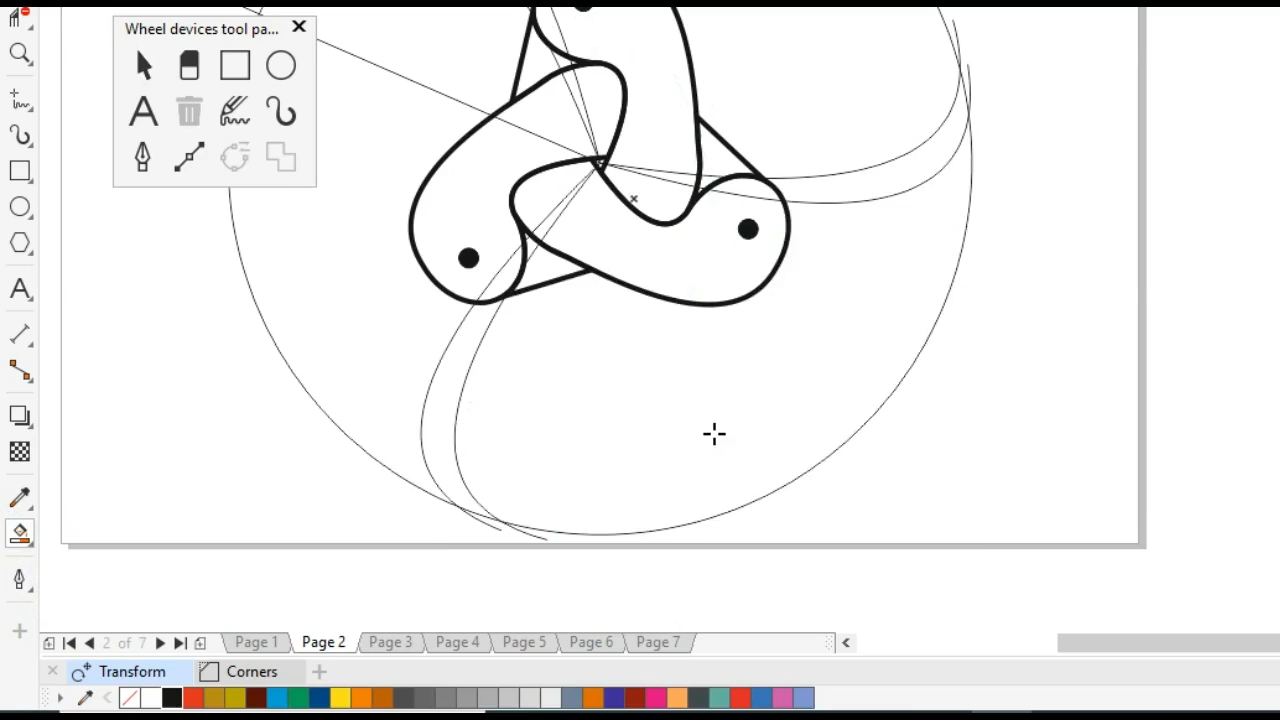 Wheel devices tool pa...
2 of 7
Page 1
Page 2
Page 3
Page 4
Page 5
Page 6
Page 7
Transform
Corners